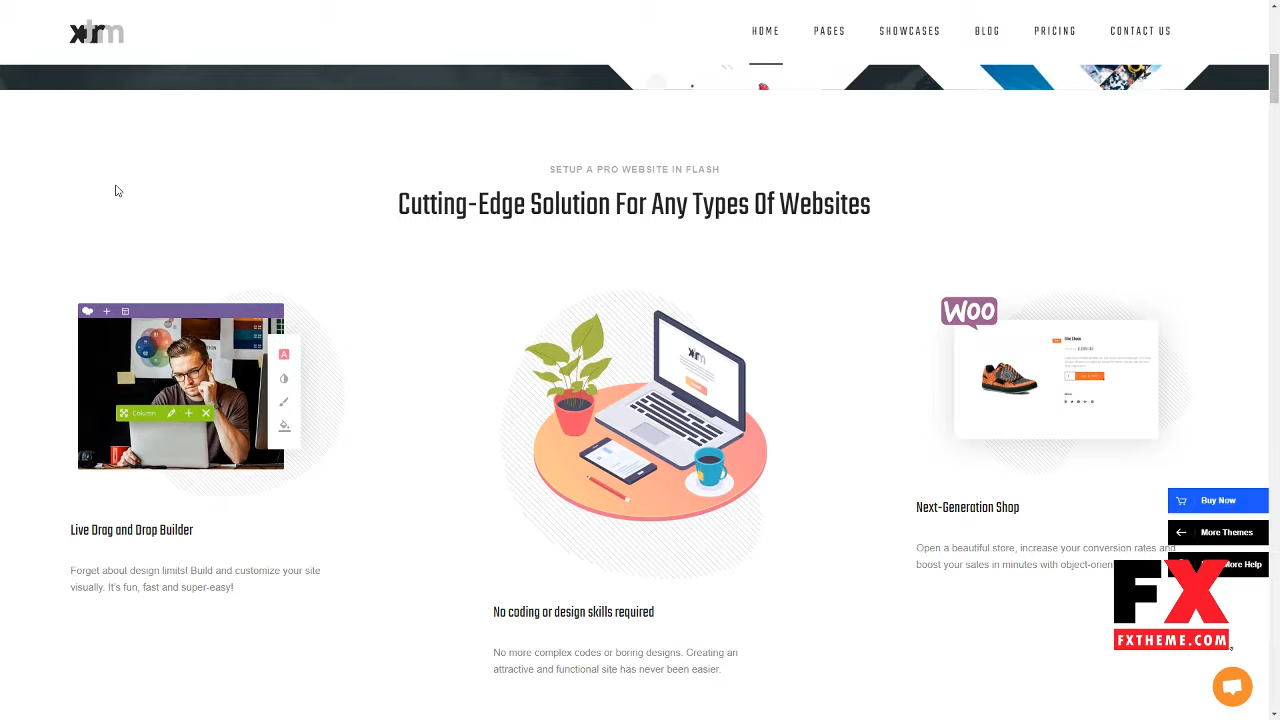 xtrm
HOME
PAGES
SHOWCASES
BLOG
PRICING
CONTACT US
SETUP A PRO WEBSITE IN FLASH
Cutting-Edge Solution For Any Types Of Websites
Column
xtrm
WOO
Live Drag and Drop Builder
Forget about design limits! Build and customize your site
visually. It's fun, fast and super-easy!
No coding or design skills required
No more complex codes or boring designs. Creating an
attractive and functional site has never been easier.
Next-Generation Shop
Open a beautiful store, increase your conversion rates and
boost your sales in minutes with
Buy Now
More Themes
More Help
FX
FXTHEME.COM